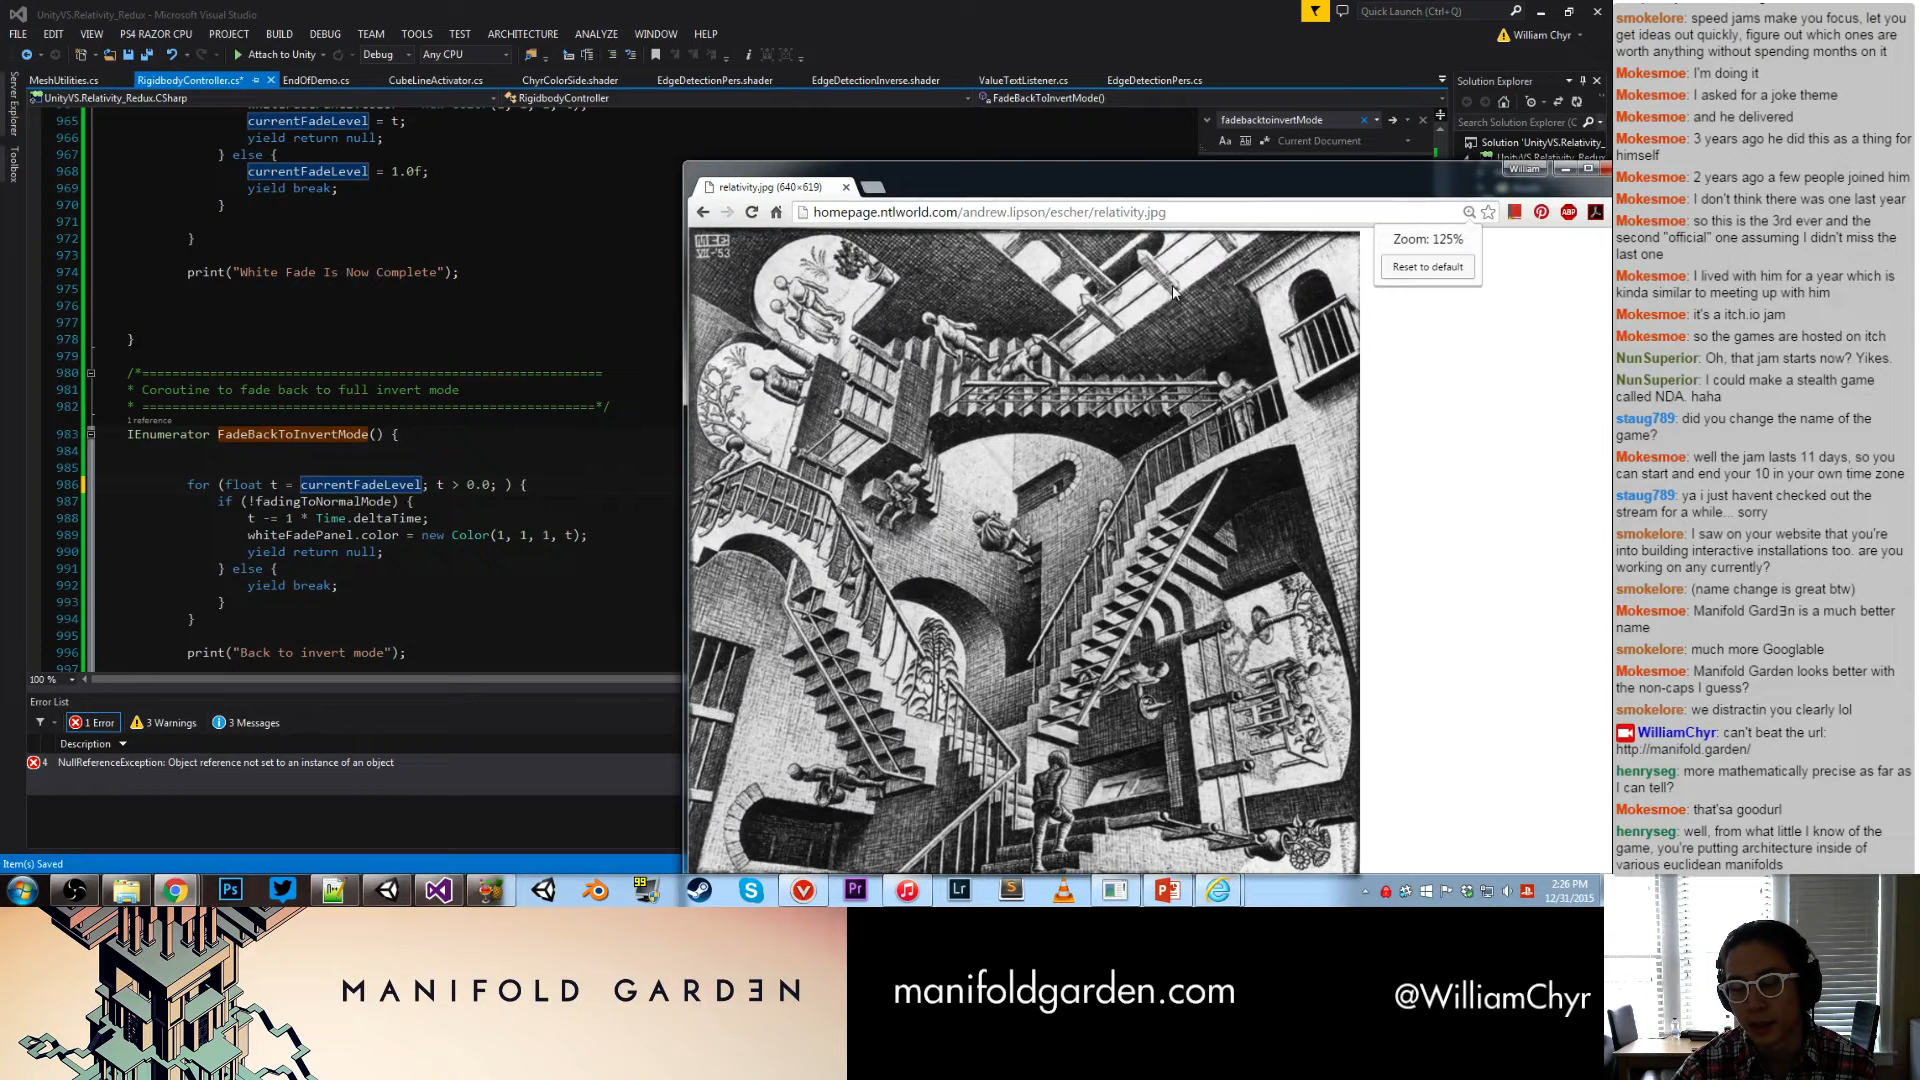 UnityVS.Relativity_Redux - Microsoft Visual Studio
Quick Launch (Ctrl+Q)
FILE EDIT VIEW PS4 RAZOR CPU PROJECT BUILD DEBUG TEAM TOOLS TEST ARCHITECTURE ANALYZE WINDOW HELP
William Chyr
Attach to Unity Debug Any CPU
MeshUtilities.cs RigidbodyController.cs* EndOfDemo.cs CubeLineActivator.cs ChyrColorSide.shader EdgeDetectionPers.shader EdgeDetectionInverse.shader ValueTextListener.cs EdgeDetectionPers.cs
Solution Explorer
UnityVS.Relativity_Redux.CSharp RigidbodyController FadeBackToInvertMode()
Server Explorer
Toolbox
fadebacktoinvertMode
Aa Current Document
Search Solution Explorer (C
Solution 'UnityVS.Relativity
965 currentFadeLevel = t;
966 yield return null;
967 } else {
968 currentFadeLevel = 1.0f;
969 yield break;
970 }
971
972 }
973
974 print("White Fade Is Now Complete");
975
976
977
978 }
979
980 /*============================================================
981 * Coroutine to fade back to full invert mode
982 * ============================================================*/
1 reference
983 IEnumerator FadeBackToInvertMode() {
984
985
986 for (float t = currentFadeLevel; t > 0.0; ) {
987 if (!fadingToNormalMode) {
988 t -= 1 * Time.deltaTime;
989 whiteFadePanel.color = new Color(1, 1, 1, t);
990 yield return null;
991 } else {
992 yield break;
993 }
994 }
995
996 print("Back to invert mode");
997
100 %
Error List
1 Error 3 Warnings 3 Messages
Description
4 NullReferenceException: Object reference not set to an instance of an object
Item(s) Saved
William
relativity.jpg (640×619)
homepage.ntlworld.com/andrew.lipson/escher/relativity.jpg
ABP
Zoom: 125%
Reset to default
MCE
VII-'53
smokelore: speed jams make you focus, let you
get ideas out quickly, figure out which ones are
worth anything without spending months on it
Mokesmoe: I'm doing it
Mokesmoe: I asked for a joke theme
Mokesmoe: and he delivered
Mokesmoe: 3 years ago he did this as a thing for
himself
Mokesmoe: 2 years ago a few people joined him
Mokesmoe: I don't think there was one last year
Mokesmoe: so this is the 3rd ever and the
second "official" one assuming I didn't miss the
last one
Mokesmoe: I lived with him for a year which is
kinda similar to meeting up with him
Mokesmoe: it's a itch.io jam
Mokesmoe: so the games are hosted on itch
NunSuperior: Oh, that jam starts now? Yikes.
NunSuperior: I could make a stealth game
called NDA. haha
staug789: did you change the name of the
game?
Mokesmoe: well the jam lasts 11 days, so you
can start and end your 10 in your own time zone
staug789: ya i just havent checked out the
stream for a while... sorry
smokelore: I saw on your website that you're
into building interactive installations too. are you
working on any currently?
smokelore: (name change is great btw)
Mokesmoe: Manifold GardƎn is a much better
name
smokelore: much more Googlable
Mokesmoe: Manifold Garden looks better with
the non-caps I guess?
smokelore: we distractin you clearly lol
WilliamChyr: can't beat the url:
http://manifold.garden/
henryseg: more mathematically precise as far as
I can tell?
Mokesmoe: that'sa goodurl
henryseg: well, from what little I know of the
game, you're putting architecture inside of
various euclidean manifolds
Ps 99 Pr Lr
2:26 PM
12/31/2015
MANIFOLD GARDƎN
manifoldgarden.com
@WilliamChyr